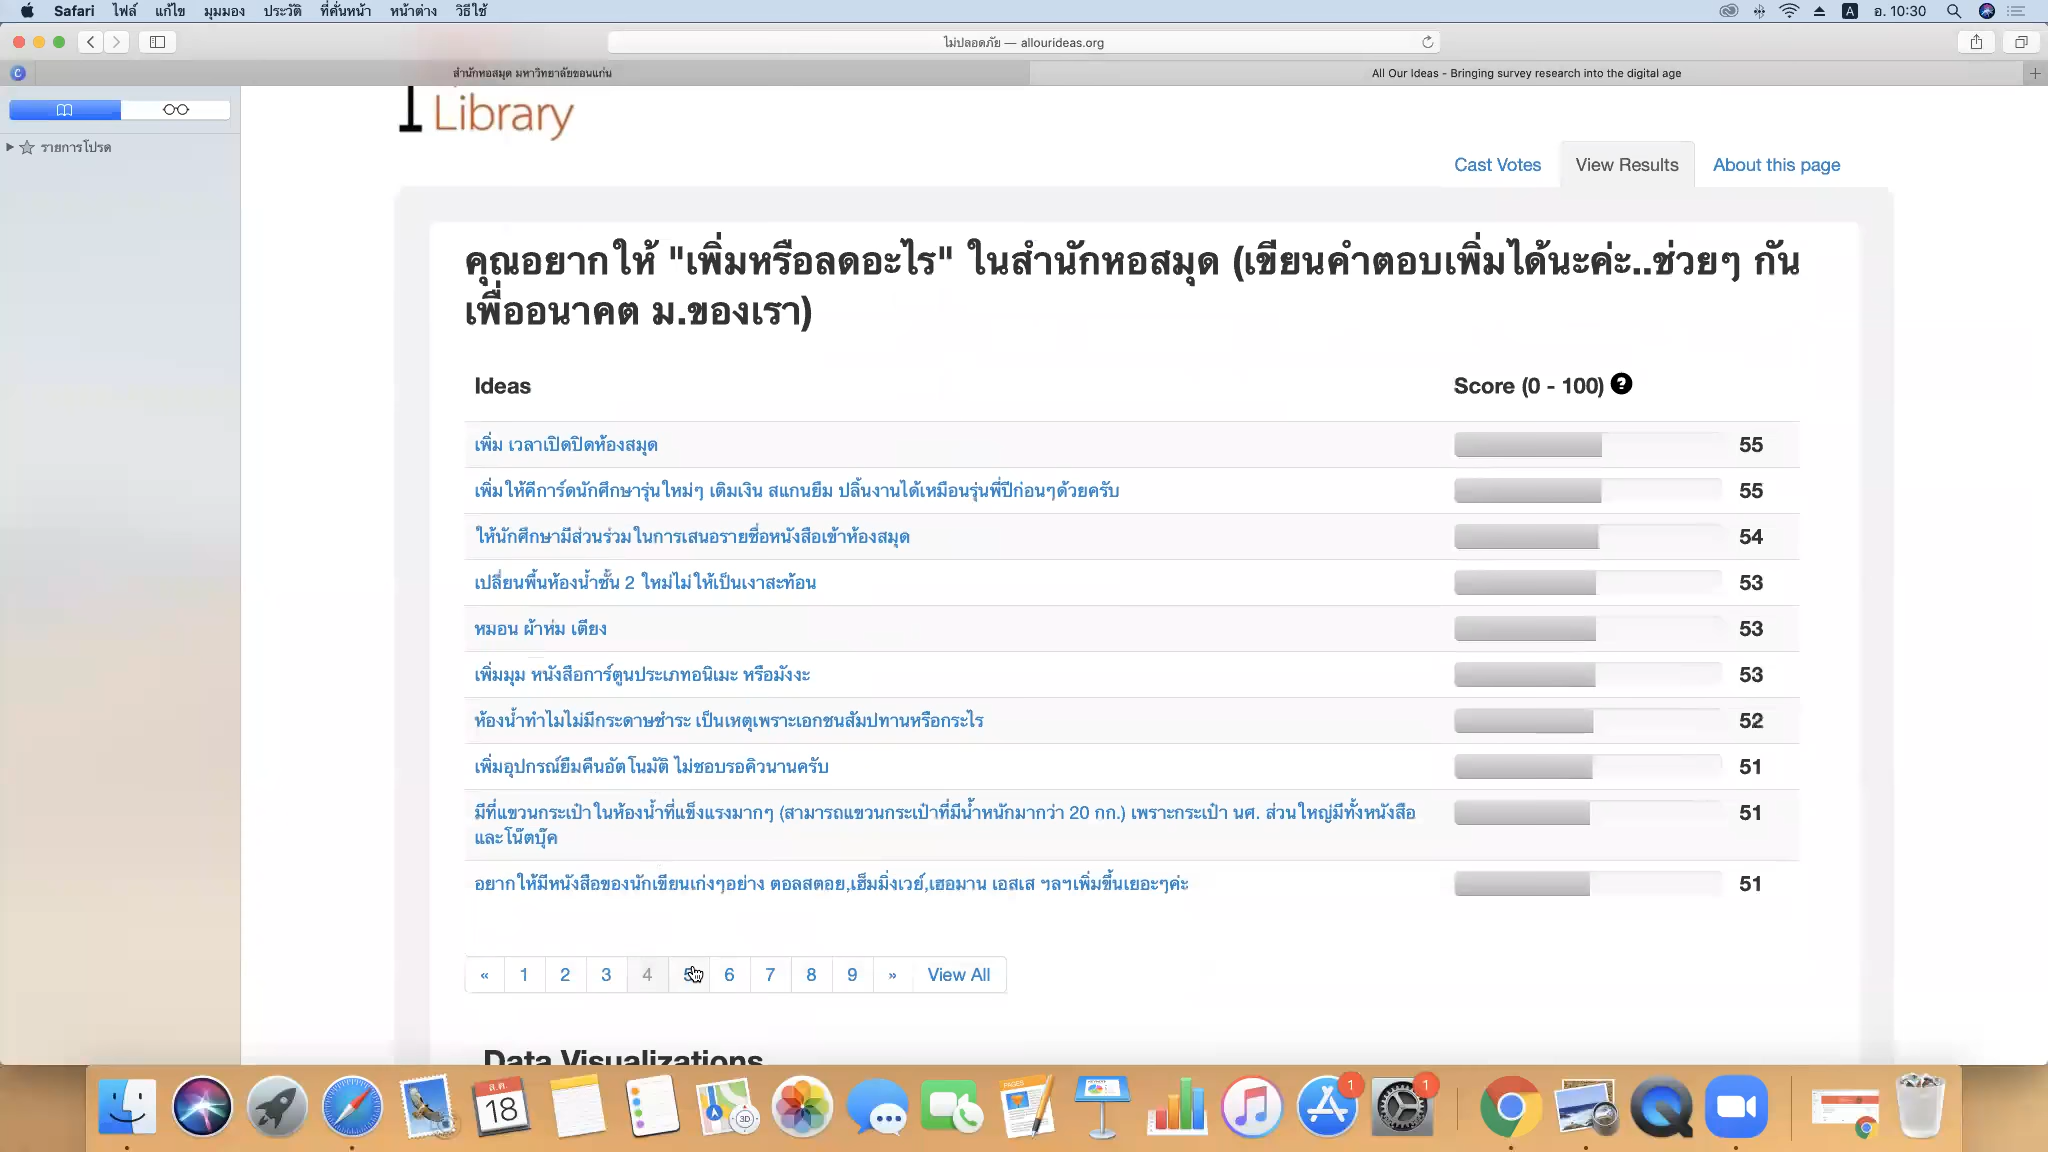 Safari ไฟล์ แก้ไข มุมมอง ประวัติ ที่คั่นหน้า หน้าต่าง วิธีใช้
A อ. 10:30
ไม่ปลอดภัย — allourideas.org
C สำนักหอสมุด มหาวิทยาลัยขอนแก่น
All Our Ideas - Bringing survey research into the digital age
รายการโปรด
Library
Cast Votes View Results About this page
คุณอยากให้ "เพิ่มหรือลดอะไร" ในสำนักหอสมุด (เขียนคำตอบเพิ่มได้นะค่ะ..ช่วยๆ กัน
เพื่ออนาคต ม.ของเรา)
Ideas Score (0 - 100) ?
เพิ่ม เวลาเปิดปิดห้องสมุด 55
เพิ่มให้คีการ์ดนักศึกษารุ่นใหม่ๆ เติมเงิน สแกนยืม ปลิ้นงานได้เหมือนรุ่นพี่ปีก่อนๆด้วยครับ 55
ให้นักศึกษามีส่วนร่วมในการเสนอรายชื่อหนังสือเข้าห้องสมุด 54
เปลี่ยนพื้นห้องน้ำชั้น 2 ใหม่ไม่ให้เป็นเงาสะท้อน 53
หมอน ผ้าห่ม เตียง 53
เพิ่มมุม หนังสือการ์ตูนประเภทอนิเมะ หรือมังงะ 53
ห้องน้ำทำไมไม่มีกระดาษชำระ เป็นเหตุเพราะเอกชนสัมปทานหรือกระไร 52
เพิ่มอุปกรณ์ยืมคืนอัตโนมัติ ไม่ชอบรอคิวนานครับ 51
มีที่แขวนกระเป๋าในห้องน้ำที่แข็งแรงมากๆ (สามารถแขวนกระเป๋าที่มีน้ำหนักมากว่า 20 กก.) เพราะกระเป๋า นศ. ส่วนใหญ่มีทั้งหนังสือ 51
และโน๊ตบุ๊ค
อยากให้มีหนังสือของนักเขียนเก่งๆอย่าง ตอลสตอย,เฮ็มมิ่งเวย์,เฮอมาน เอสเส ฯลฯเพิ่มขึ้นเยอะๆค่ะ 51
« 1 2 3 4 5 6 7 8 9 » View All
Data Visualizations
ส.ค.
18
3D
PAGES
KEYNOTE
1
1